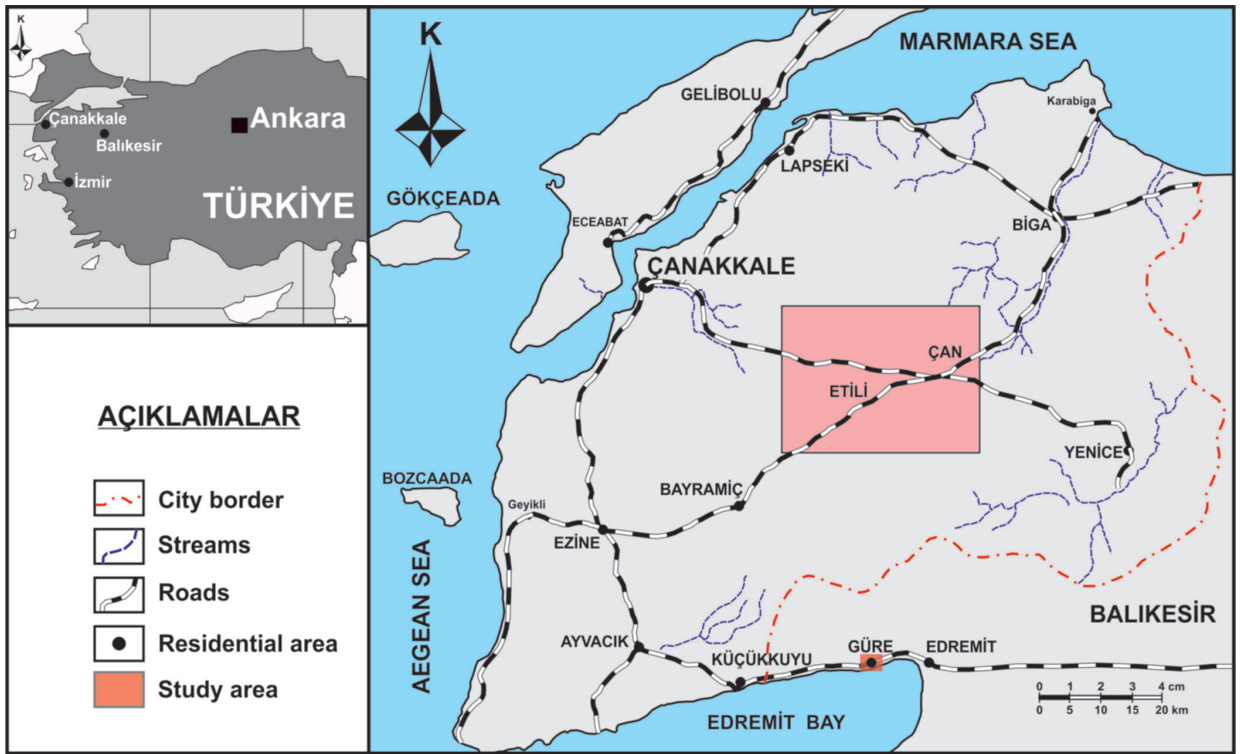 K
Çanakkale
Balıkesir
Ankara
İzmir
TÜRKİYE
AÇIKLAMALAR
City border
Streams
Roads
Residential area
Study area
K
MARMARA SEA
GELİBOLU
Karabiga
LAPSEKİ
GÖKÇEADA
ECEABAT
BİGA
ÇANAKKALE
ÇAN
ETİLİ
YENİCE
BOZCAADA
BAYRAMİÇ
Geyikli
EZİNE
AEGEAN SEA
BALIKESİR
AYVACIK
KÜÇÜKKUYU
GÜRE
EDREMİT
EDREMIT BAY
0 1 2 3 4 cm
0 5 10 15 20 km